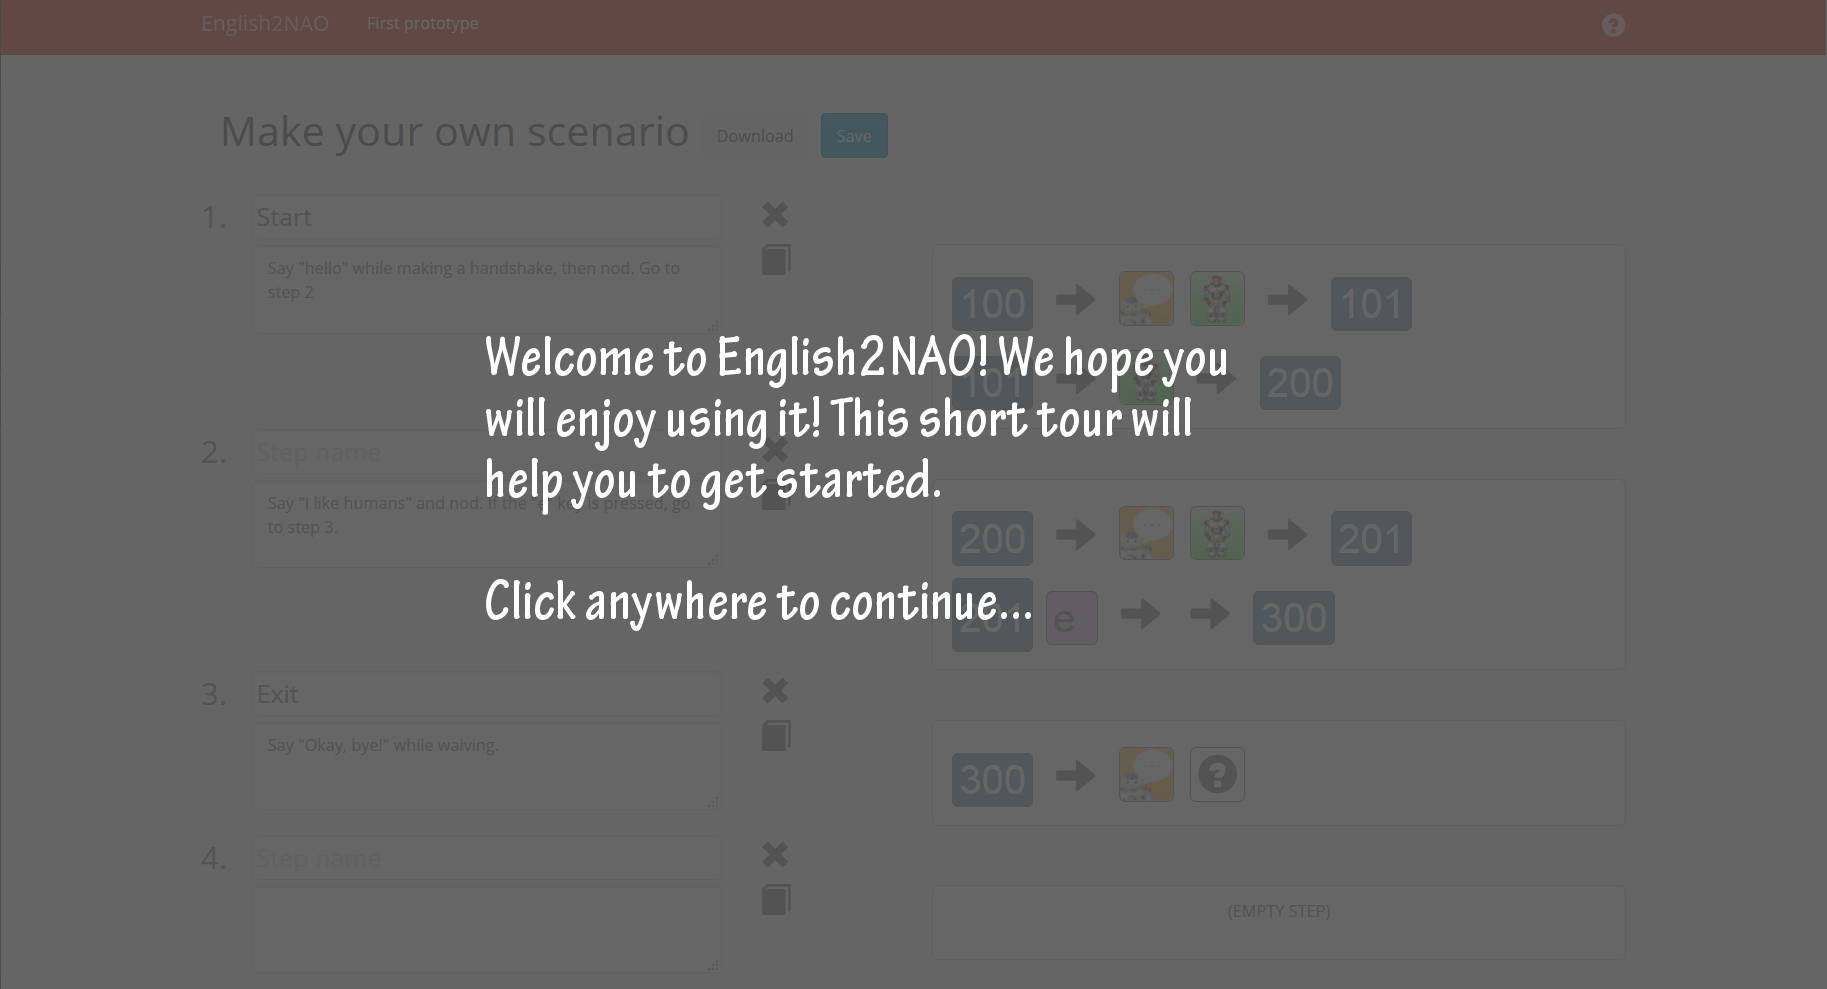 English2NAO First prototype ?
Make your own scenario Download Save
1. Start
Say "hello" while making a handshake, then nod. Go to
step 2
100 101
101 200
Welcome to English2NAO! We hope you
will enjoy using it! This short tour will
help you to get started.
Click anywhere to continue...
2. Step name
Say "I like humans" and nod. If the "e" key is pressed, go
to step 3.
200 201
201 e 300
3. Exit
Say "Okay, bye!" while waiving.
300 ?
4. Step name
(EMPTY STEP)